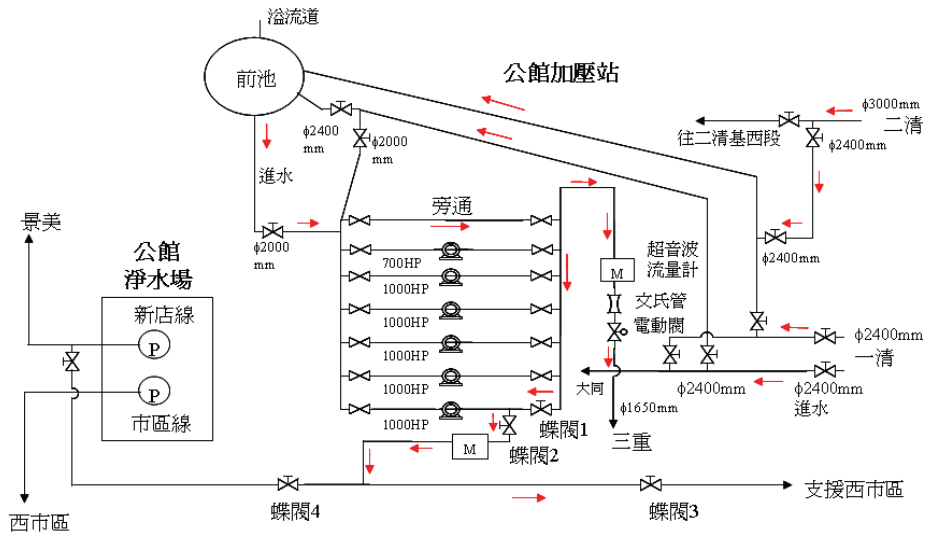 溢流道
前池
公館加壓站
φ3000mm
二清
往二清基西段
φ2400mm
φ2400
mm
φ2000
mm
進水
旁通
景美
φ2000
mm
公館
淨水場
700HP
1000HP
1000HP
1000HP
1000HP
1000HP
超音波
流量計
M
文氏管
電動閥
φ2400mm
新店線
P
P
市區線
φ2400mm
一清
大同
φ2400mm
φ2400mm
進水
φ1650mm
三重
蝶閥1
蝶閥2
M
蝶閥4
蝶閥3
支援西市區
西市區